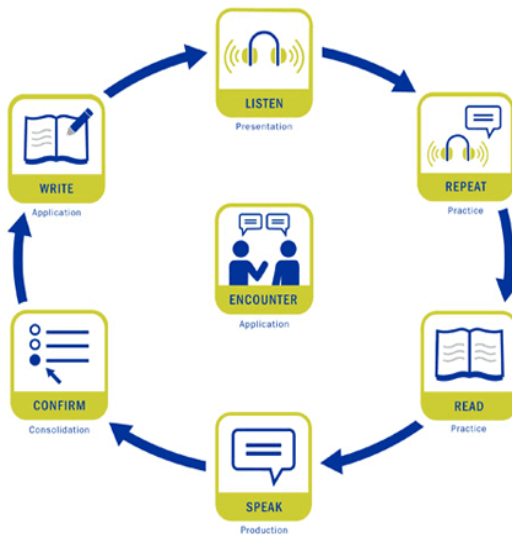 LISTEN
Presentation
REPEAT
Practice
READ
Practice
SPEAK
Production
CONFIRM
Consolidation
WRITE
Application
ENCOUNTER
Application